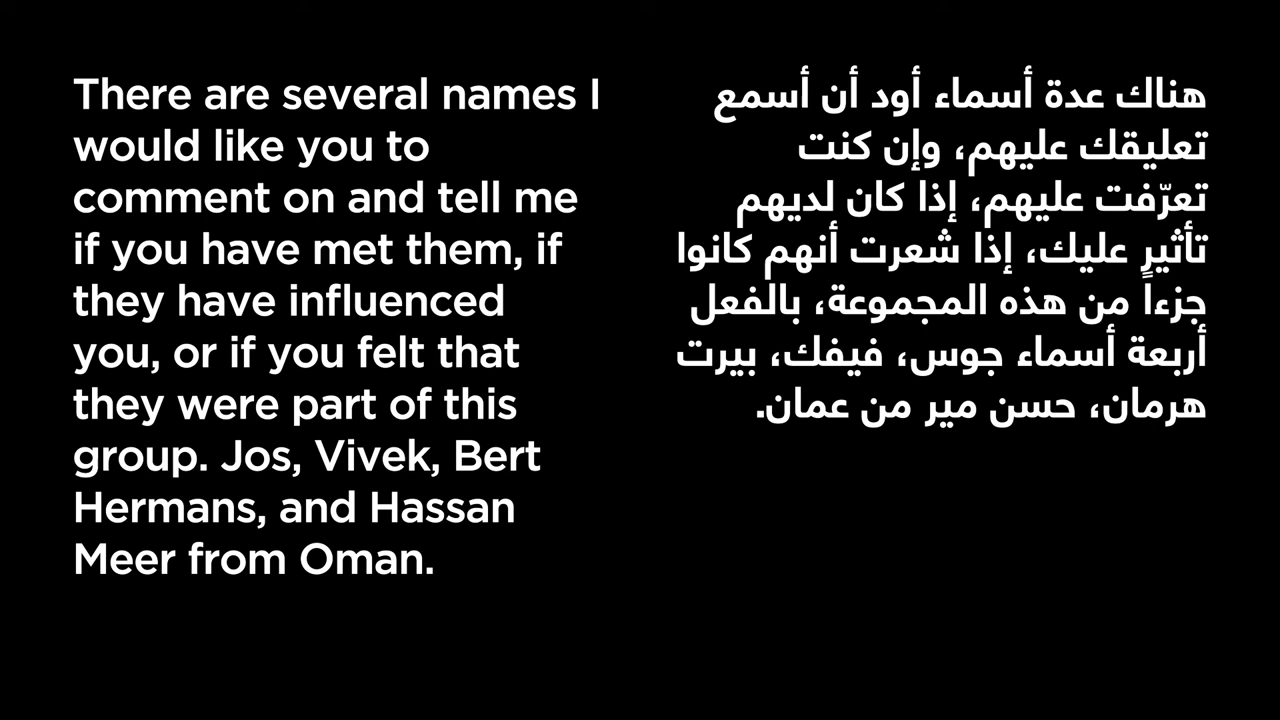 There are several names I
would like you to
comment on and tell me
if you have met them, if
they have influenced
you, or if you felt that
they were part of this
group. Jos, Vivek, Bert
Hermans, and Hassan
Meer from Oman.
هناك عدة أسماء أود أن أسمع
تعليقك عليهم، وإن كنت
تعرّفت عليهم، إذا كان لديهم
تأثير عليك، إذا شعرت أنهم كانوا
جزءاً من هذه المجموعة، بالفعل
أربعة أسماء جوس، فيفك، بيرت
هرمان، حسن مير من عمان.